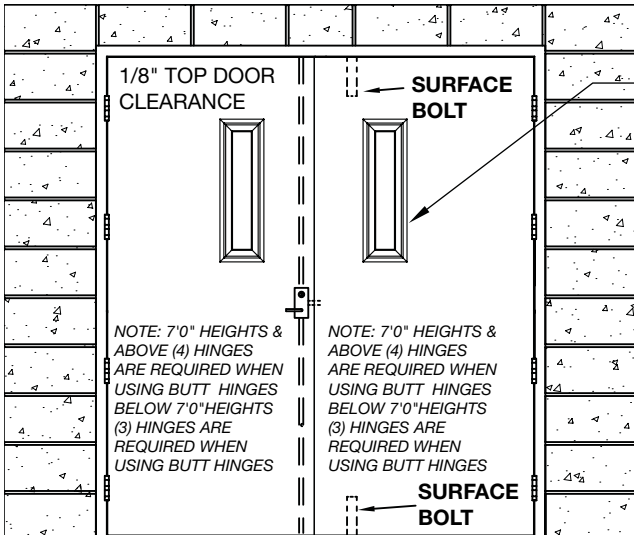 1/8" TOP DOOR
CLEARANCE
SURFACE
BOLT
NOTE: 7'0" HEIGHTS &
ABOVE (4) HINGES
ARE REQUIRED WHEN
USING BUTT HINGES
BELOW 7'0"HEIGHTS
(3) HINGES ARE
REQUIRED WHEN
USING BUTT HINGES
NOTE: 7'0" HEIGHTS &
ABOVE (4) HINGES
ARE REQUIRED WHEN
USING BUTT HINGES
BELOW 7'0"HEIGHTS
(3) HINGES ARE
REQUIRED WHEN
USING BUTT HINGES
SURFACE
BOLT